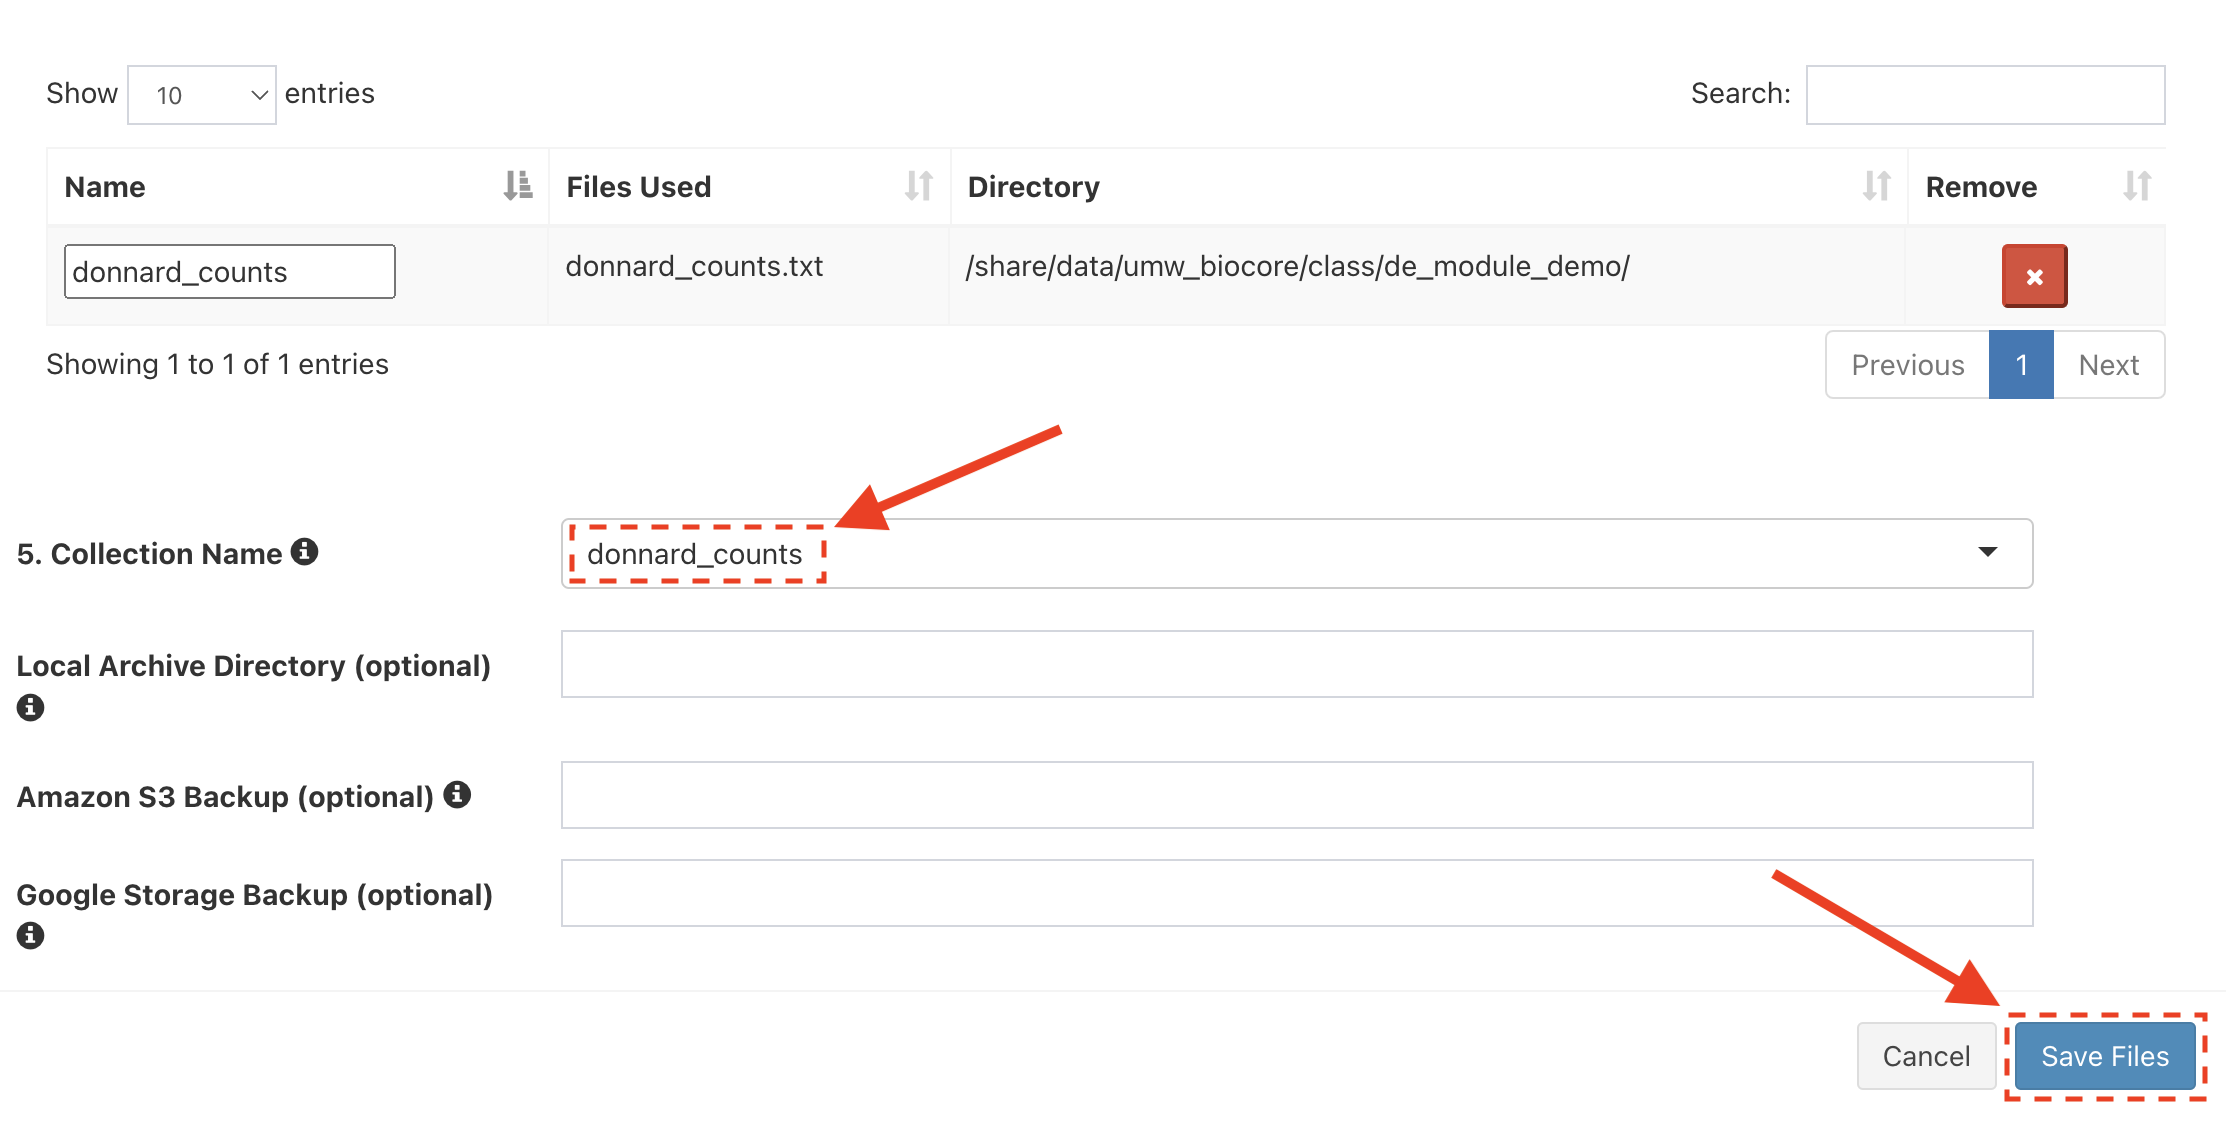 Show 10 entries Search:
Name Files Used Directory Remove
donnard_counts donnard_counts.txt /share/data/umw_biocore/class/de_module_demo/
Showing 1 to 1 of 1 entries Previous 1 Next
5. Collection Name donnard_counts
Local Archive Directory (optional)
Amazon S3 Backup (optional)
Google Storage Backup (optional)
Cancel Save Files